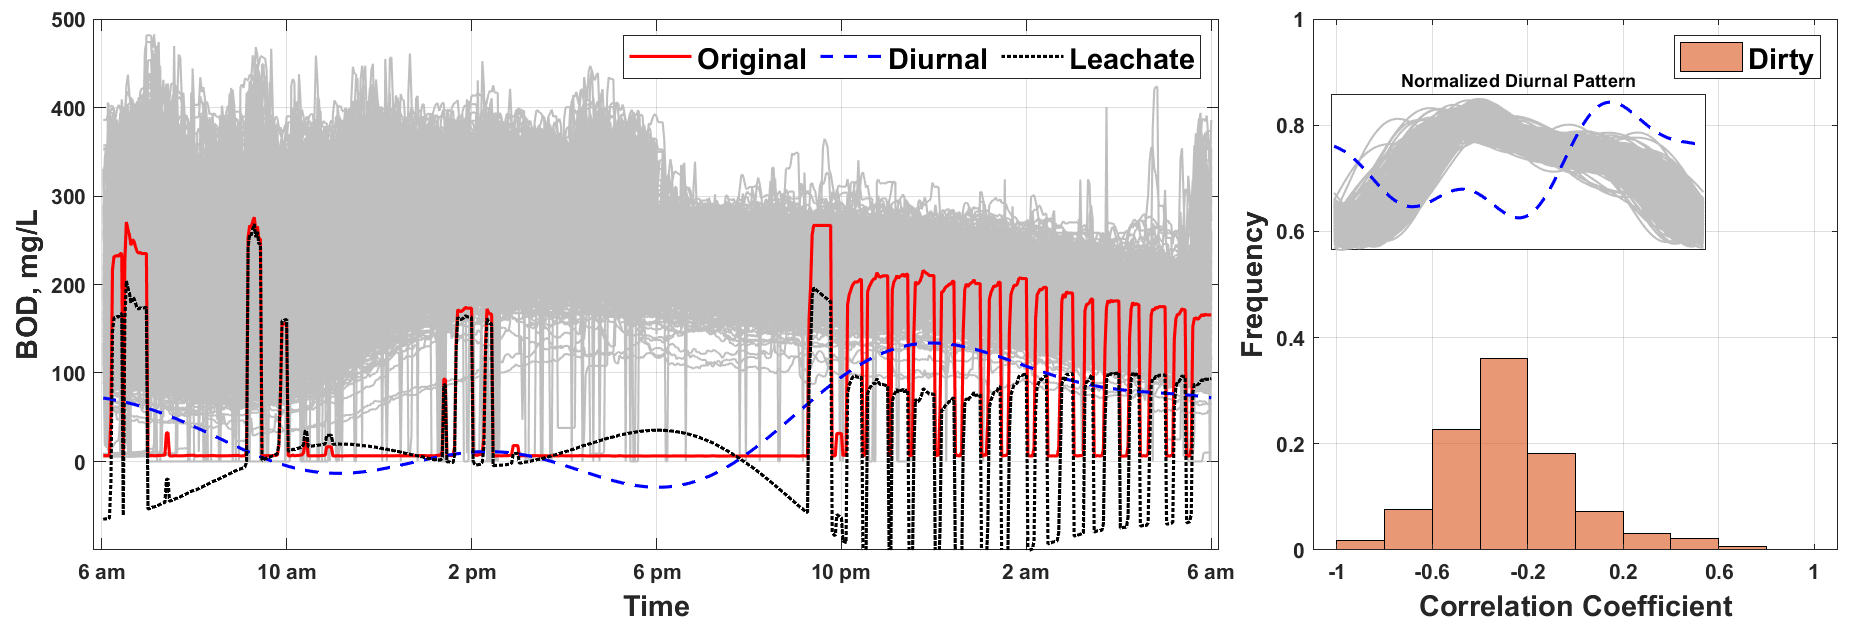 500
400
300
200
100
0
BOD, mg/L
Original Diurnal Leachate
6 am 10 am 2 pm 6 pm 10 pm 2 am 6 am
Time
1
0.8
0.6
0.4
0.2
0
Frequency
Dirty
Normalized Diurnal Pattern
-1 -0.6 -0.2 0.2 0.6 1
Correlation Coefficient